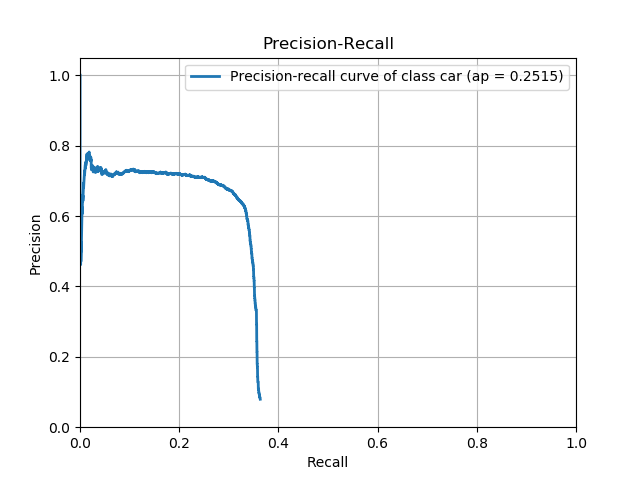 Precision-Recall
Precision-recall curve of class car (ap = 0.2515)
1.0
0.8
0.6
0.4
0.2
0.0
Precision
0.0 0.2 0.4 0.6 0.8 1.0
Recall